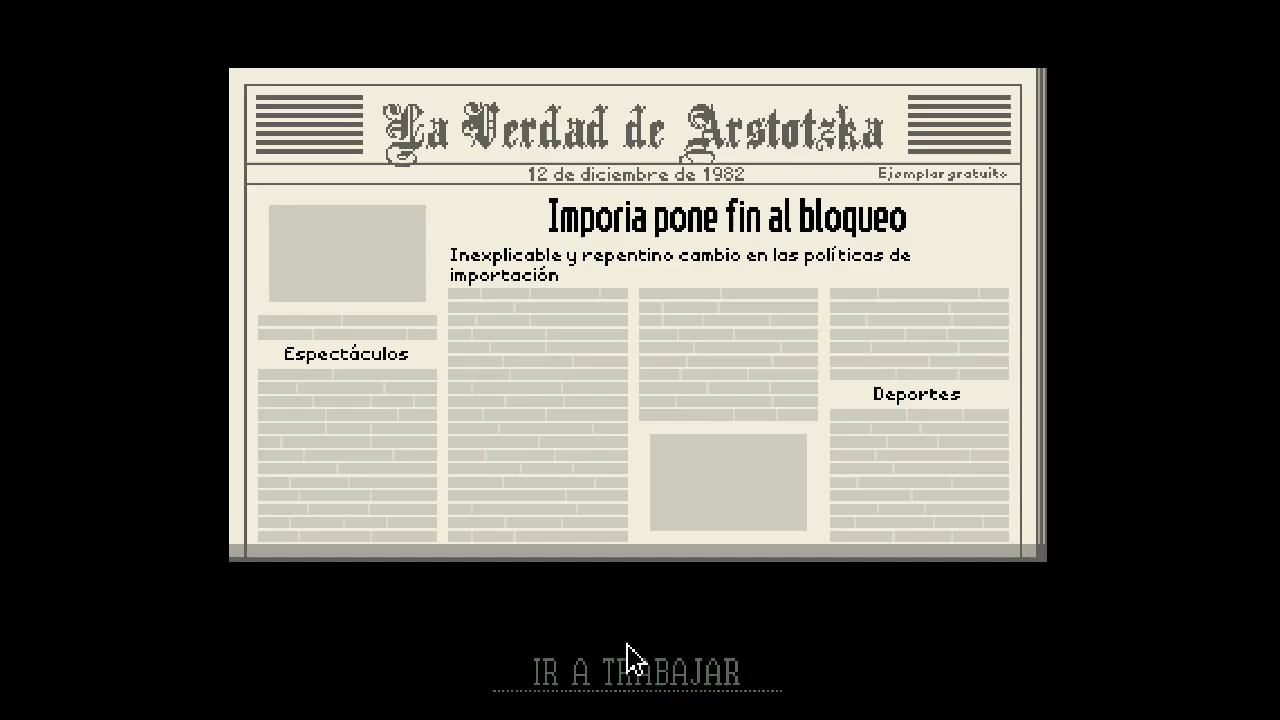 La Verdad de Arstotzka
12 de diciembre de 1982
Ejemplar gratuito
Imporia pone fin al bloqueo
Inexplicable y repentino cambio en las políticas de
importación
Espectáculos
Deportes
IR A TRABAJAR